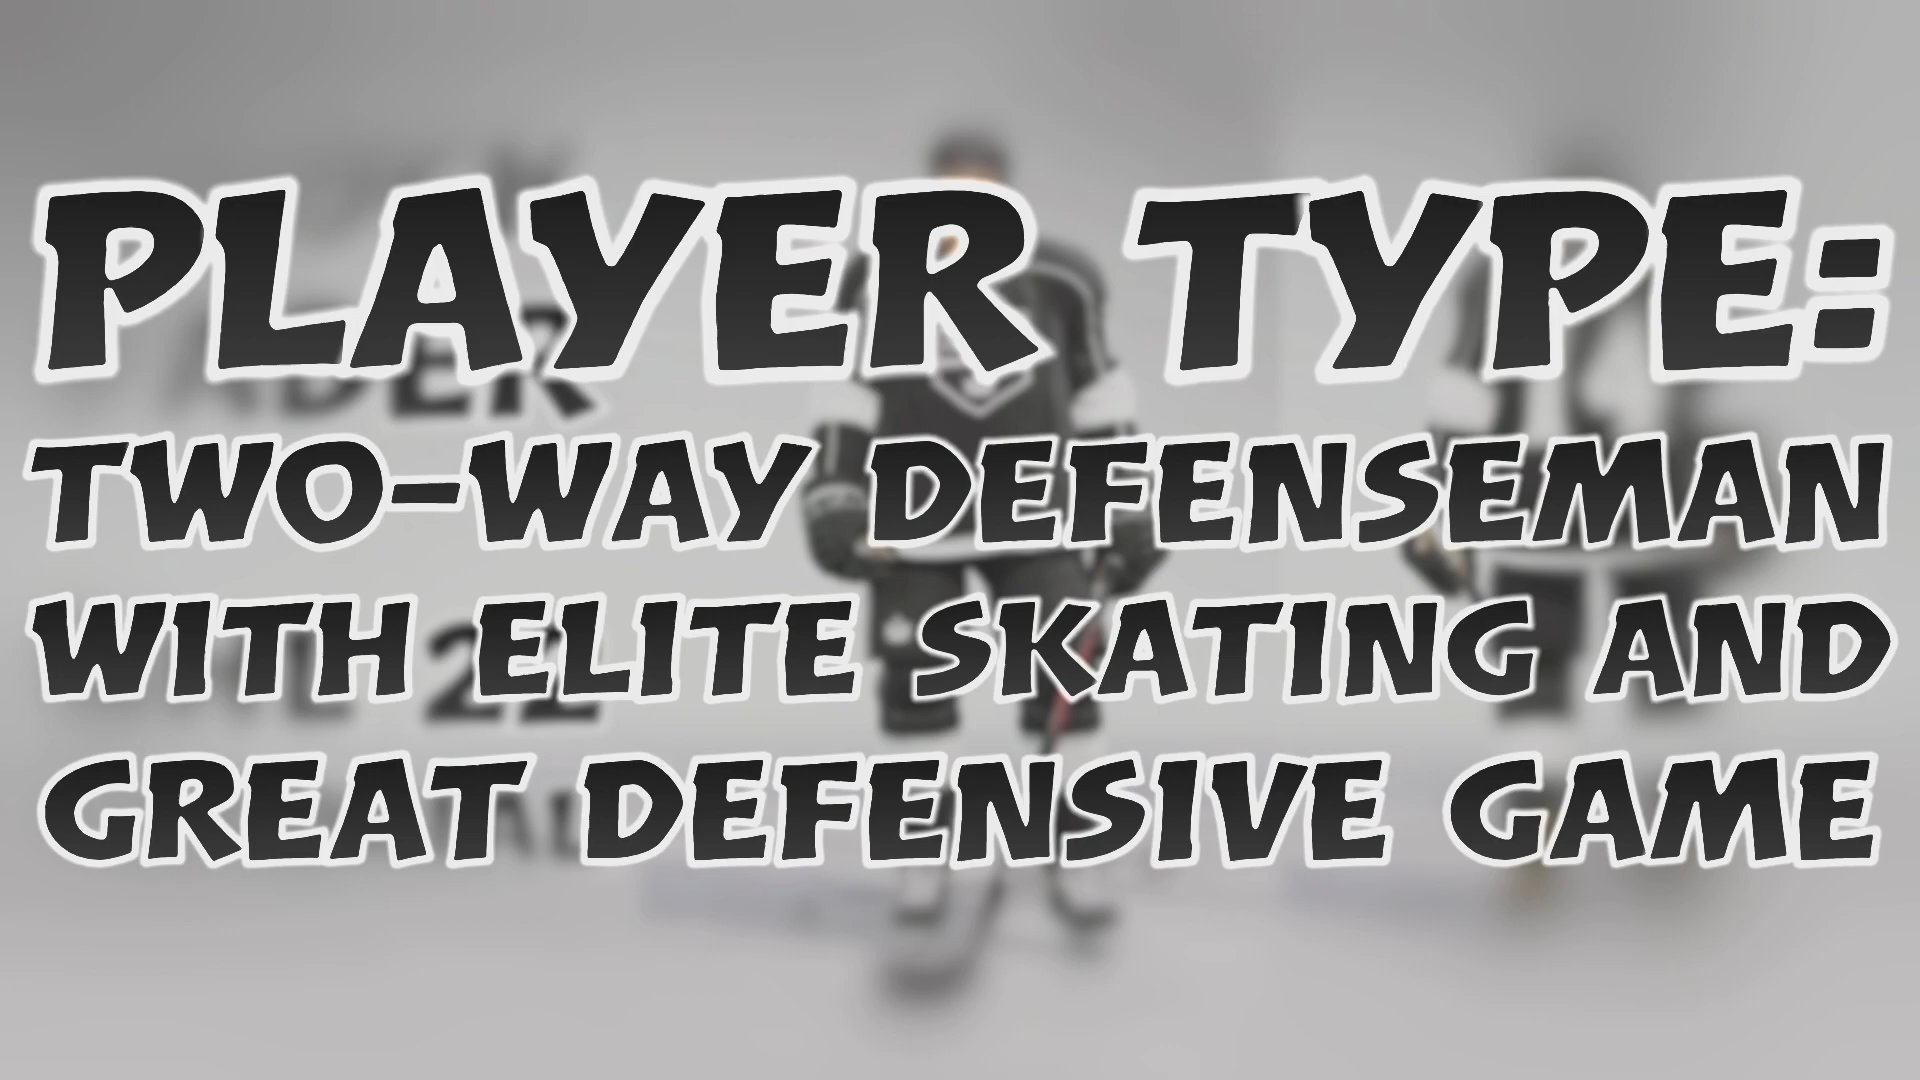 PLAYER TYPE:
TWO-WAY DEFENSEMAN
WITH ELITE SKATING AND
GREAT DEFENSIVE GAME